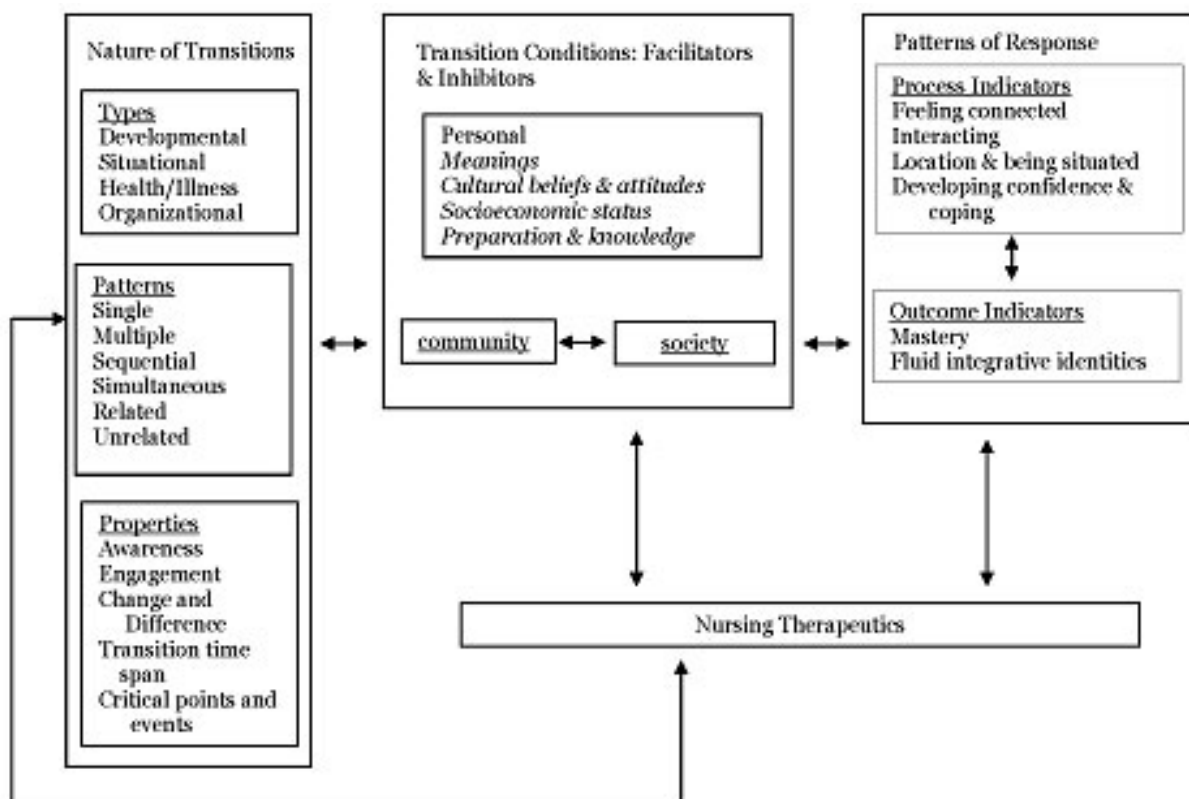 Nature of Transitions
Types
Developmental
Situational
Health/Illness
Organizational
Patterns
Single
Multiple
Sequential
Simultaneous
Related
Unrelated
Properties
Awareness
Engagement
Change and
Difference
Transition time
span
Critical points and
events
Transition Conditions: Facilitators
& Inhibitors
Personal
Meanings
Cultural beliefs & attitudes
Socioeconomic status
Preparation & knowledge
community
society
Patterns of Response
Process Indicators
Feeling connected
Interacting
Location & being situated
Developing confidence &
coping
Outcome Indicators
Mastery
Fluid integrative identities
Nursing Therapeutics